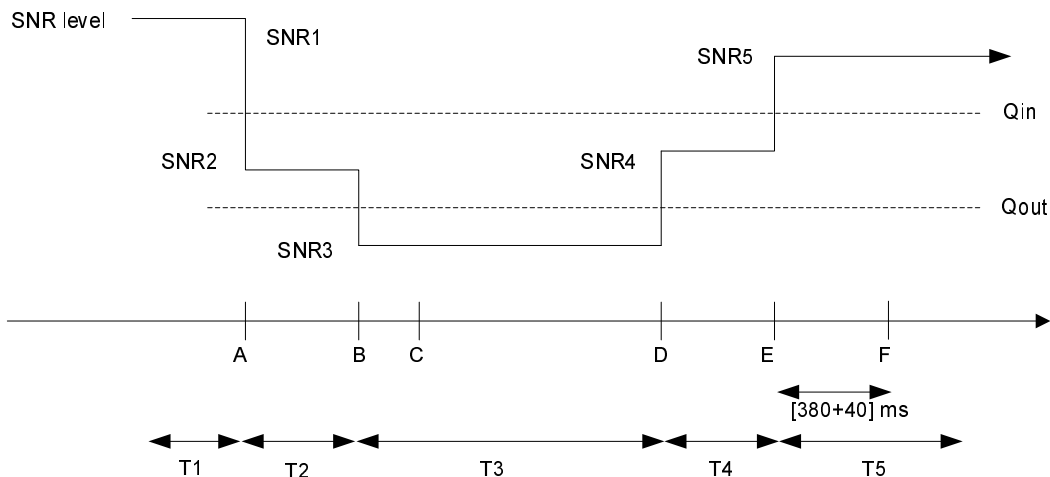 SNR level
SNR1
SNR5
Qin
SNR2
SNR4
Qout
SNR3
A B C D E F
[380+40] ms
T1 T2 T3 T4 T5